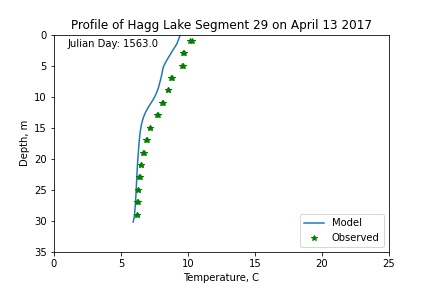 Profile of Hagg Lake Segment 29 on April 13 2017
Julian Day: 1563.0
0
5
10
15
20
25
30
35
Depth, m
0
5
10
15
20
25
Temperature, C
Model
Observed